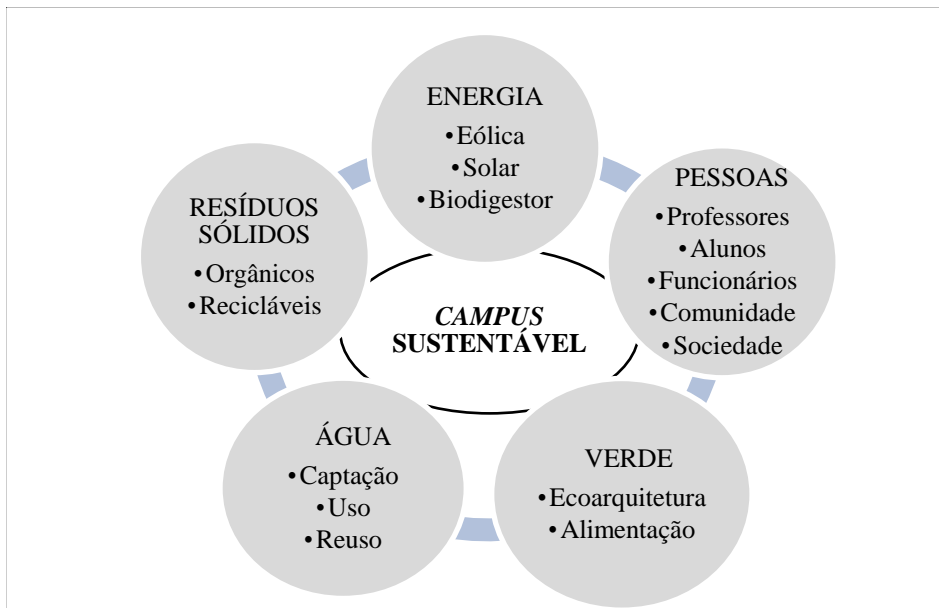 ENERGIA
•Eólica
•Solar
•Biodigestor
PESSOAS
•Professores
•Alunos
•Funcionários
•Comunidade
•Sociedade
VERDE
•Ecoarquitetura
•Alimentação
ÁGUA
•Captação
•Uso
•Reuso
RESÍDUOS
SÓLIDOS
•Orgânicos
•Recicláveis
CAMPUS
SUSTENTÁVEL